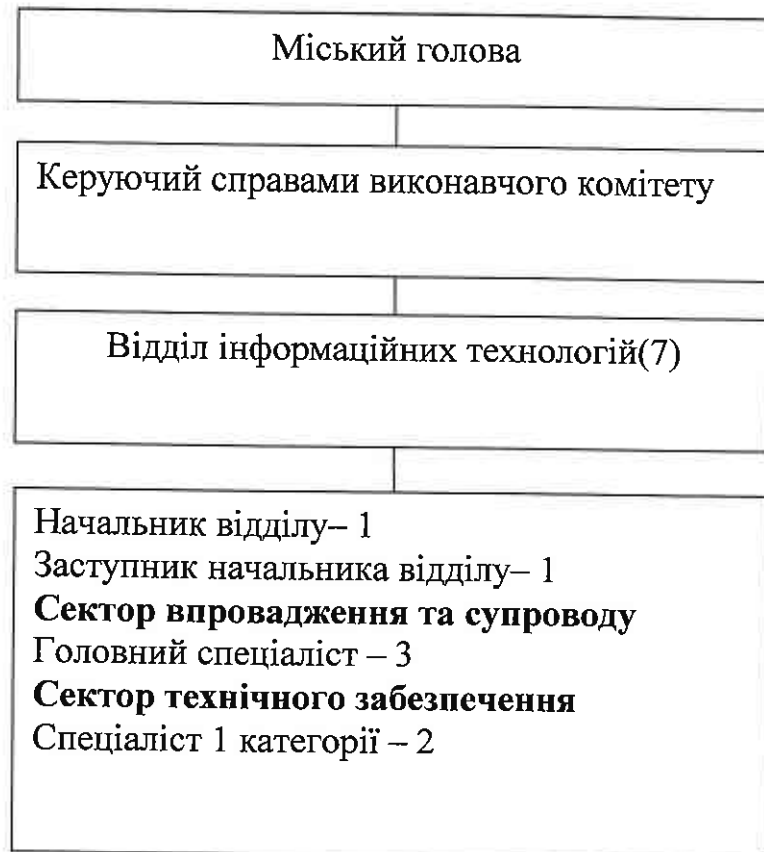 Міський голова
Керуючий справами виконавчого комітету
Відділ інформаційних технологій(7)
Начальник відділу– 1
Заступник начальника відділу– 1
Сектор впровадження та супроводу
Головний спеціаліст – 3
Сектор технічного забезпечення
Спеціаліст 1 категорії – 2